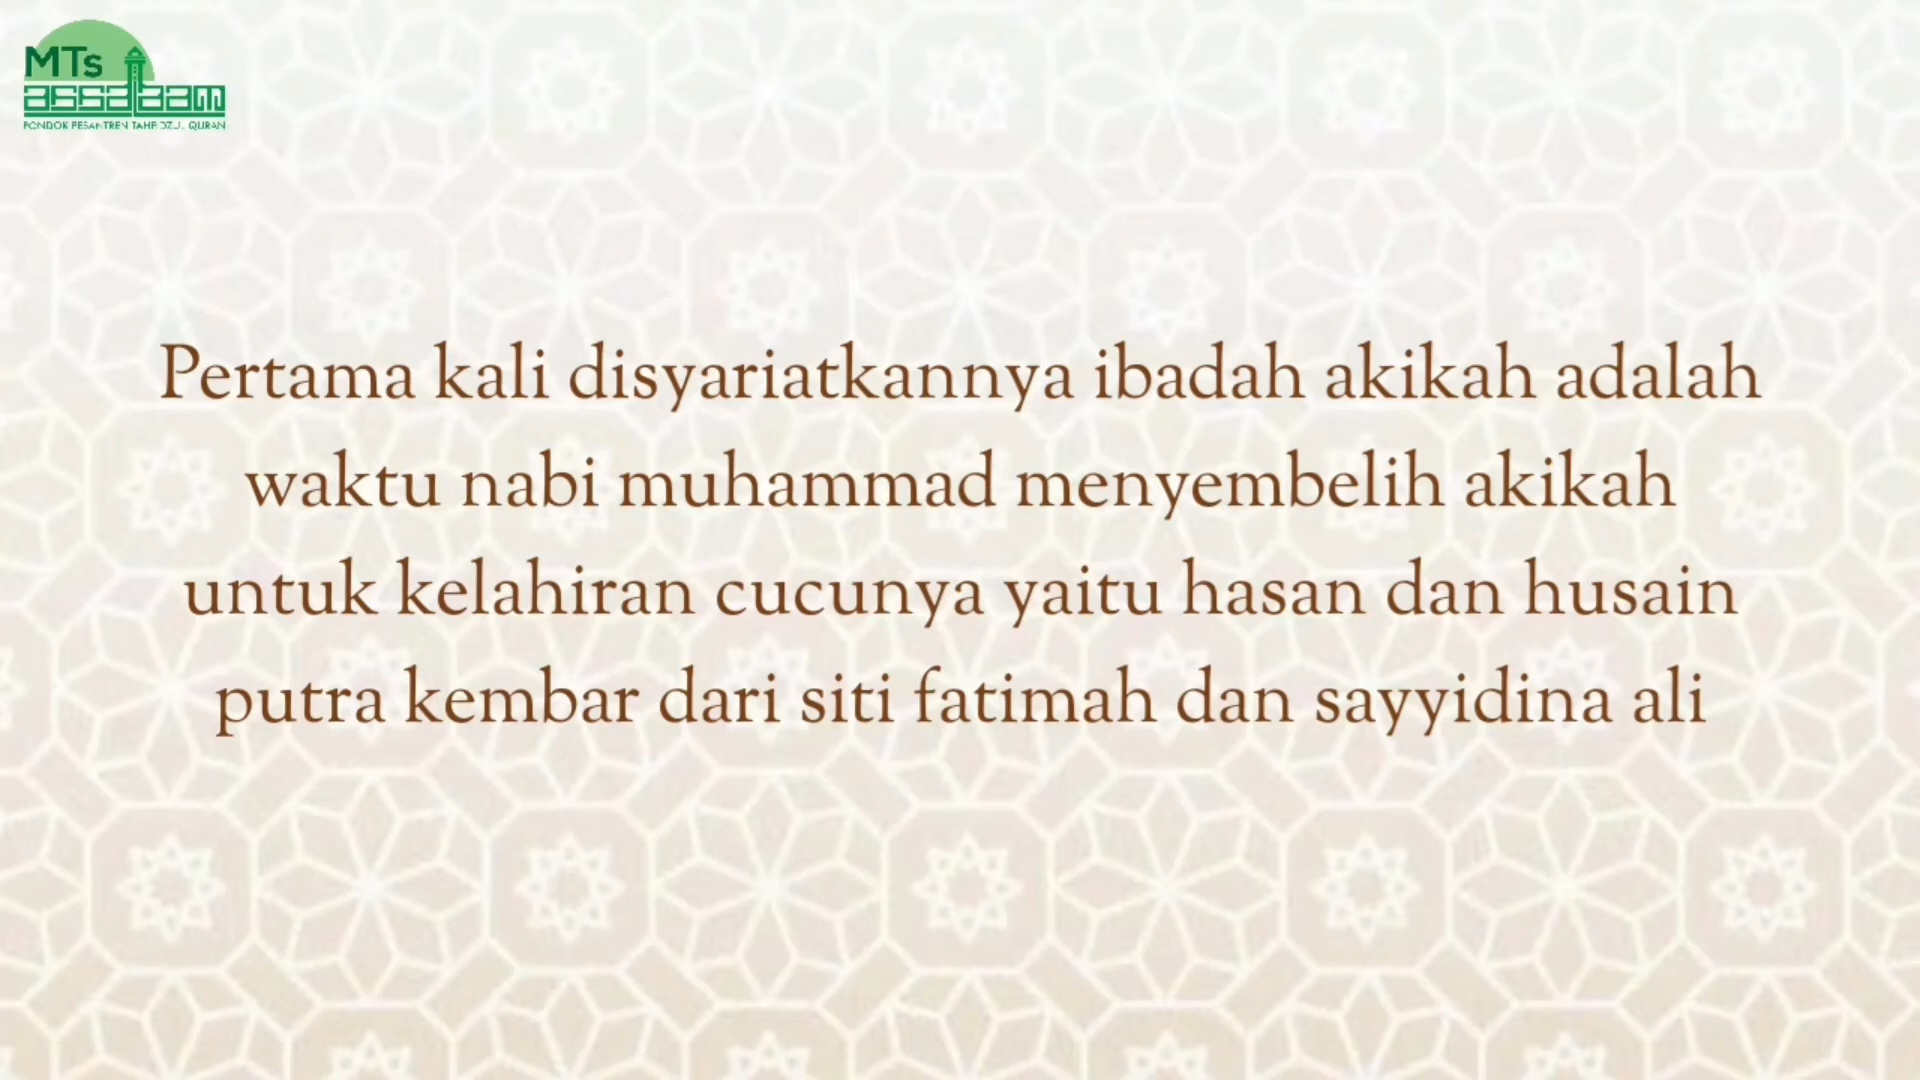 MTs
assalaam
PONDOK PESANTREN TAHFIDZUL QURAN
Pertama kali disyariatkannya ibadah akikah adalah
waktu nabi muhammad menyembelih akikah
untuk kelahiran cucunya yaitu hasan dan husain
putra kembar dari siti fatimah dan sayyidina ali